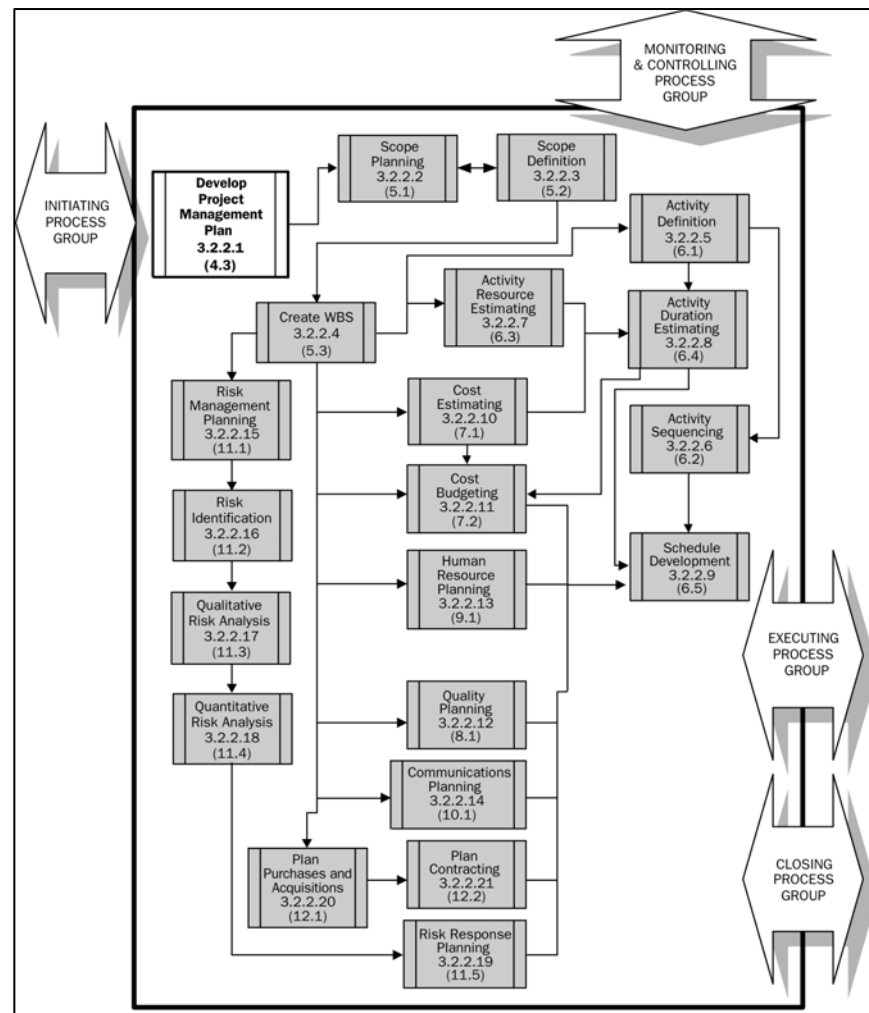 MONITORING
& CONTROLLING
PROCESS
GROUP
INITIATING
PROCESS
GROUP
Develop
Project
Management
Plan
3.2.2.1
(4.3)
Scope
Planning
3.2.2.2
(5.1)
Scope
Definition
3.2.2.3
(5.2)
Activity
Definition
3.2.2.5
(6.1)
Create WBS
3.2.2.4
(5.3)
Activity
Resource
Estimating
3.2.2.7
(6.3)
Activity
Duration
Estimating
3.2.2.8
(6.4)
Risk
Management
Planning
3.2.2.15
(11.1)
Cost
Estimating
3.2.2.10
(7.1)
Activity
Sequencing
3.2.2.6
(6.2)
Risk
Identification
3.2.2.16
(11.2)
Cost
Budgeting
3.2.2.11
(7.2)
Human
Resource
Planning
3.2.2.13
(9.1)
Schedule
Development
3.2.2.9
(6.5)
Qualitative
Risk Analysis
3.2.2.17
(11.3)
EXECUTING
PROCESS
GROUP
Quantitative
Risk Analysis
3.2.2.18
(11.4)
Quality
Planning
3.2.2.12
(8.1)
Communications
Planning
3.2.2.14
(10.1)
Plan
Purchases
and Acquisitions
3.2.2.20
(12.1)
Plan
Contracting
3.2.2.21
(12.2)
CLOSING
PROCESS
GROUP
Risk Response
Planning
3.2.2.19
(11.5)